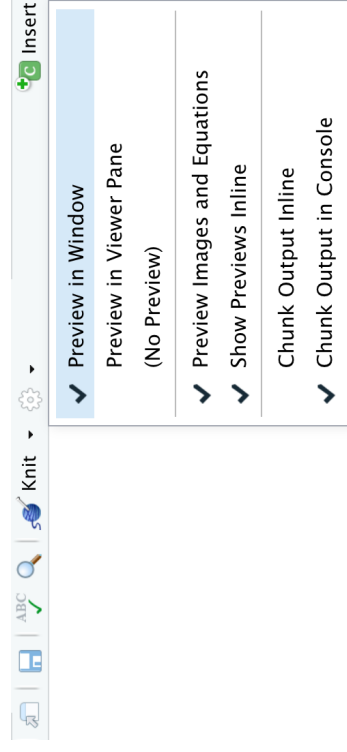 ABC Knit Insert
Preview in Window
Preview in Viewer Pane
(No Preview)
Preview Images and Equations
Show Previews Inline
Chunk Output Inline
Chunk Output in Console